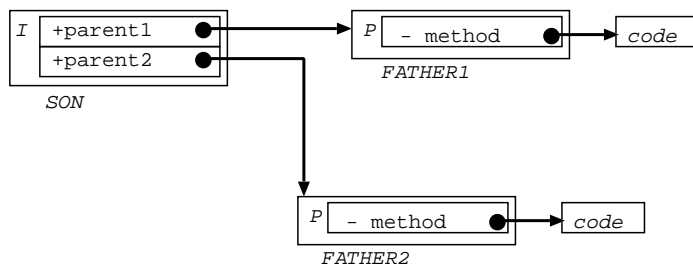 I
+parent1
+parent2
SON
P
- method
code
FATHER1
P
- method
code
FATHER2